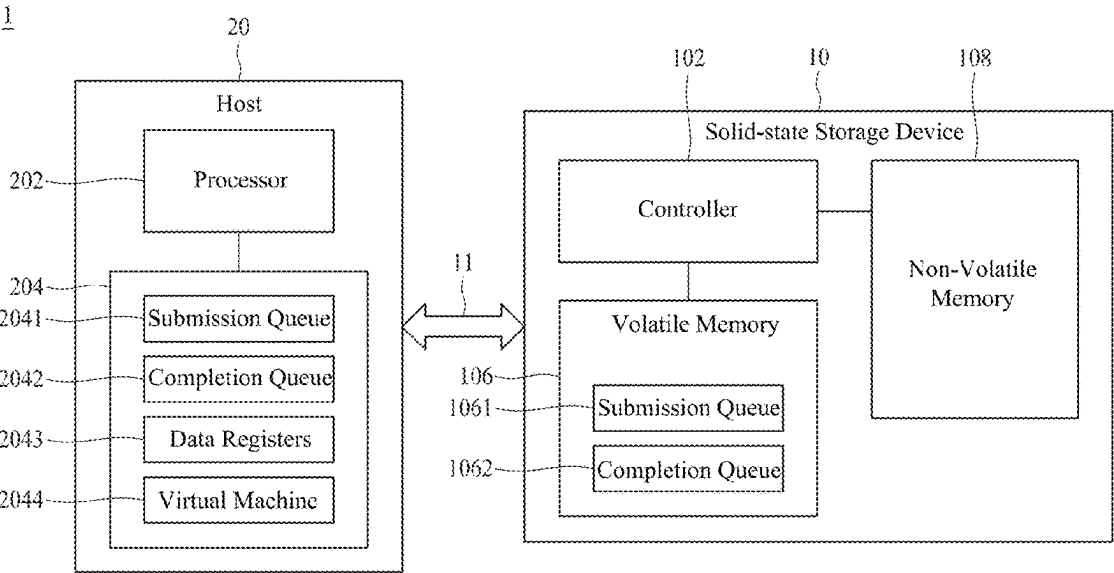 1
20
Host
202
Processor
204
2041
Submission Queue
2042
Completion Queue
2043
Data Registers
2044
Virtual Machine
11
102
10
108
Solid-state Storage Device
Controller
Non-Volatile
Memory
Volatile Memory
106
1061
Submission Queue
1062
Completion Queue